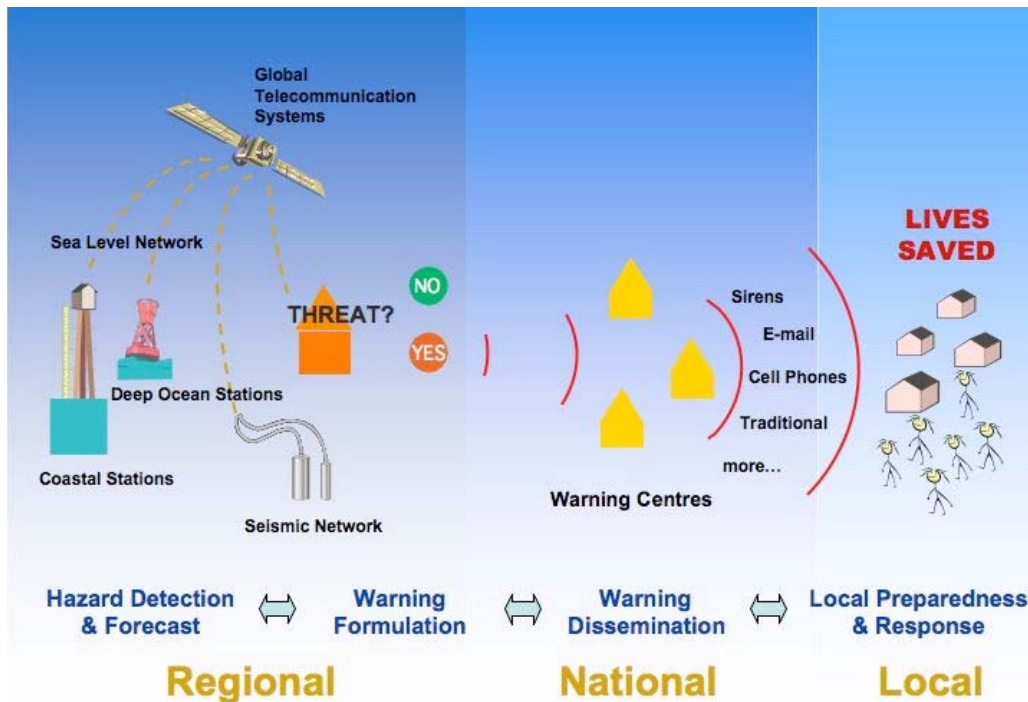 Global
Telecommunication
Systems
Sea Level Network
THREAT?
NO
YES
Deep Ocean Stations
Coastal Stations
Seismic Network
Sirens
E-mail
Cell Phones
Traditional
more...
Warning Centres
LIVES
SAVED
Hazard Detection
& Forecast
Warning
Formulation
Warning
Dissemination
Local Preparedness
& Response
Regional
National
Local